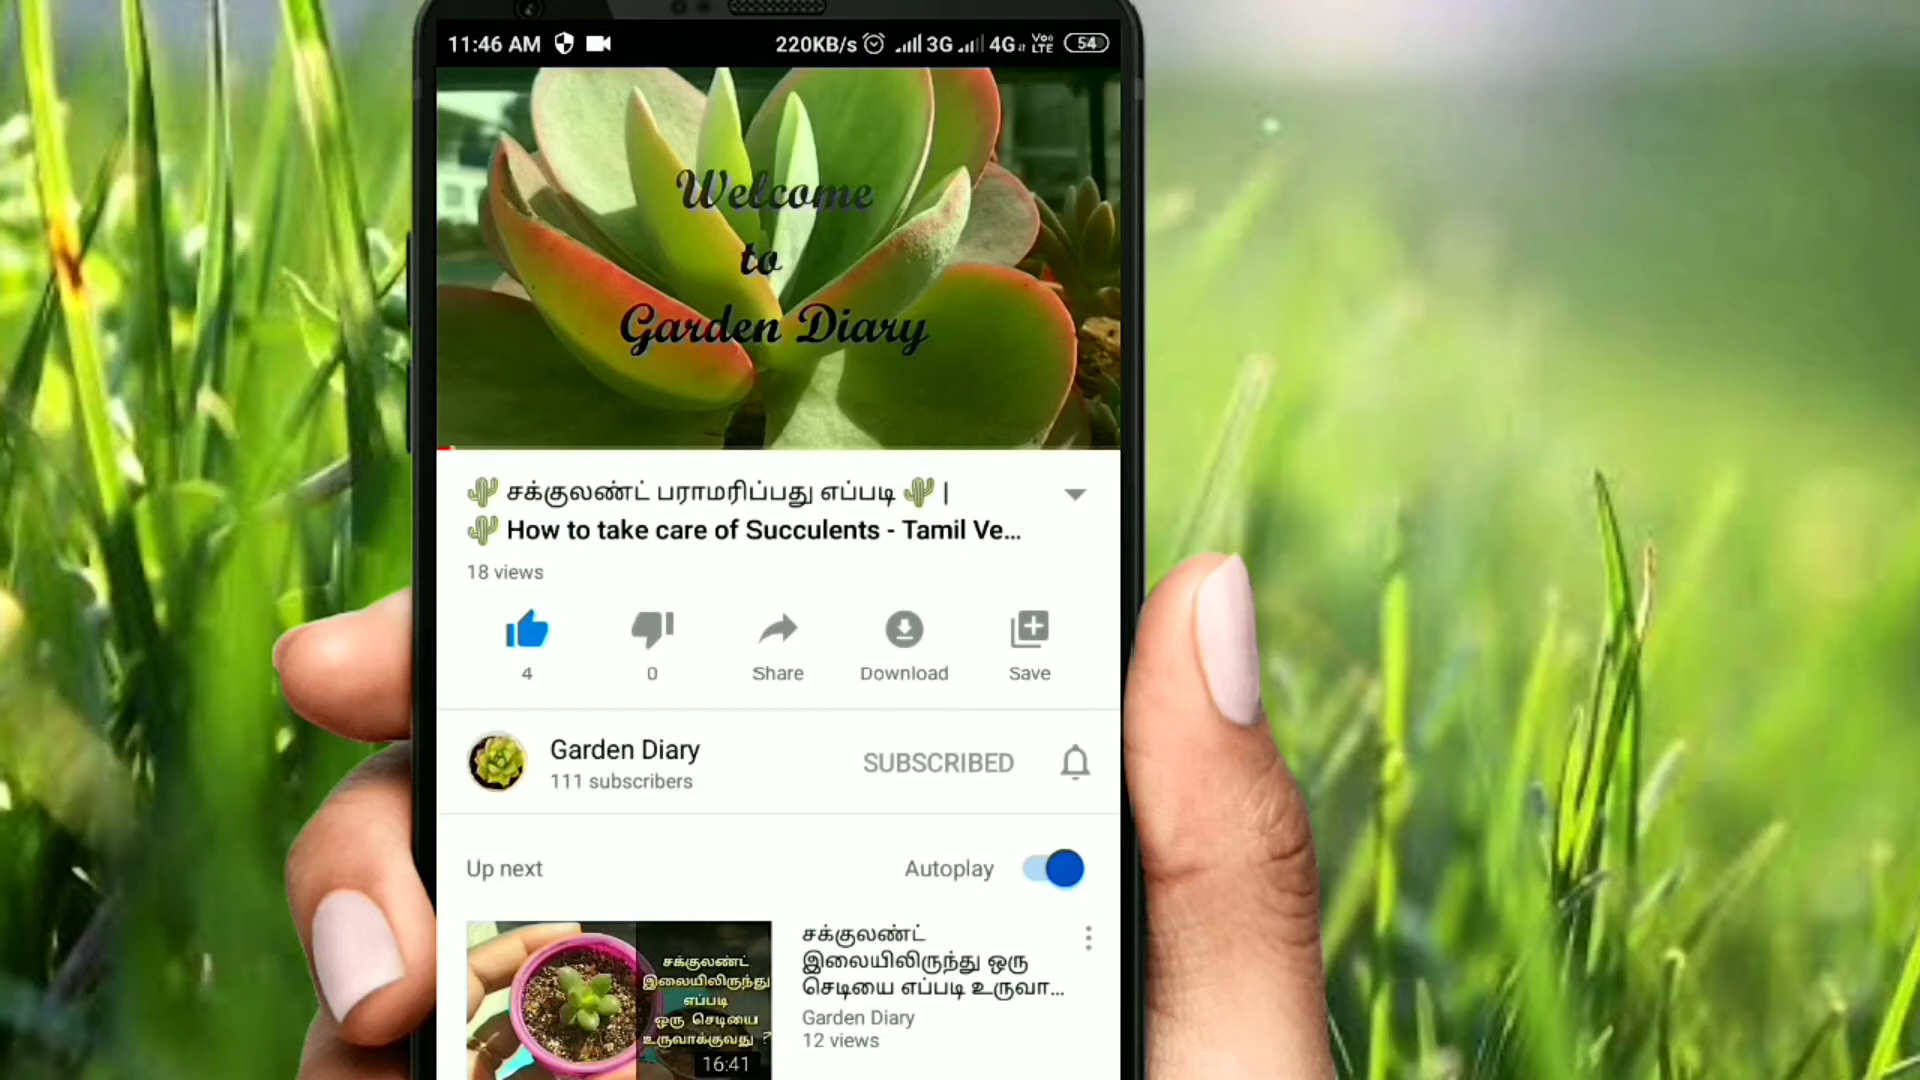 11:46 AM 220KB/s 3G 4G Vo LTE 54
Welcome
to
Garden Diary
சக்குலண்ட் பராமரிப்பது எப்படி |
How to take care of Succulents - Tamil Ve...
18 views
4 0 Share Download Save
Garden Diary
111 subscribers
SUBSCRIBED
Up next Autoplay
சக்குலண்ட்
இலையிலிருந்து
எப்படி
ஒரு செடியை
உருவாக்குவது ?
16:41
சக்குலண்ட்
இலையிலிருந்து ஒரு
செடியை எப்படி உருவா...
Garden Diary
12 views